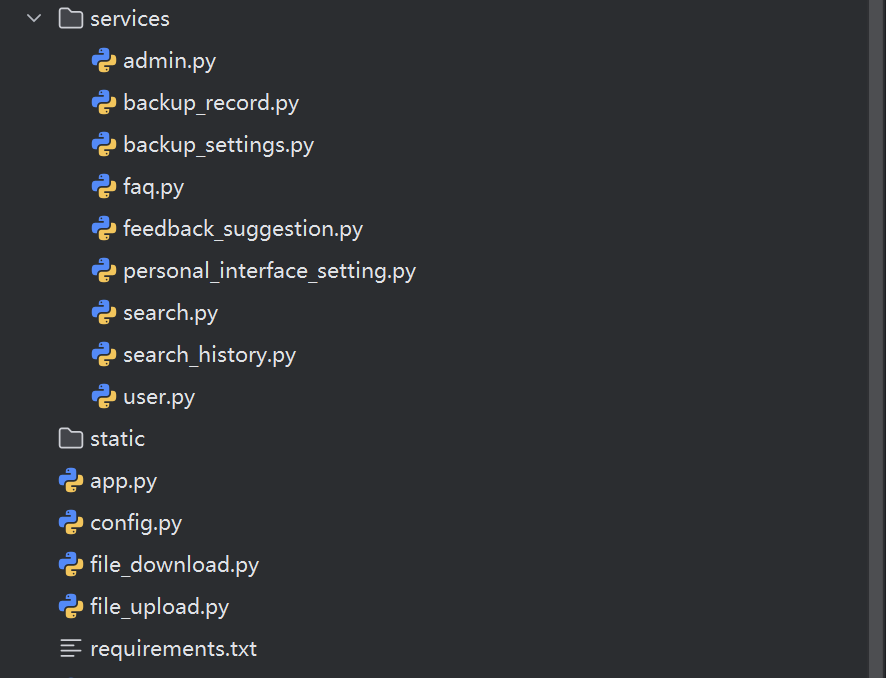 services
admin.py
backup_record.py
backup_settings.py
faq.py
feedback_suggestion.py
personal_interface_setting.py
search.py
search_history.py
user.py
static
app.py
config.py
file_download.py
file_upload.py
requirements.txt